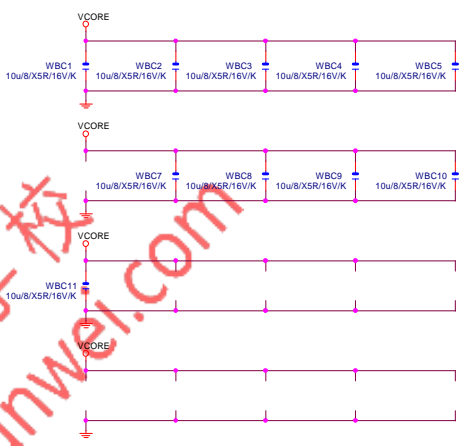 VCORE
WBC1 WBC2 WBC3 WBC4 WBC5
10u/8/X5R/16V/K 10u/8/X5R/16V/K 10u/8/X5R/16V/K 10u/8/X5R/16V/K 10u/8/X5R/16V/K
VCORE
WBC7 WBC8 WBC9 WBC10
10u/8/X5R/16V/K 10u/8/X5R/16V/K 10u/8/X5R/16V/K 10u/8/X5R/16V/K
VCORE
WBC11
10u/8/X5R/16V/K
VCORE
校
unwei.com